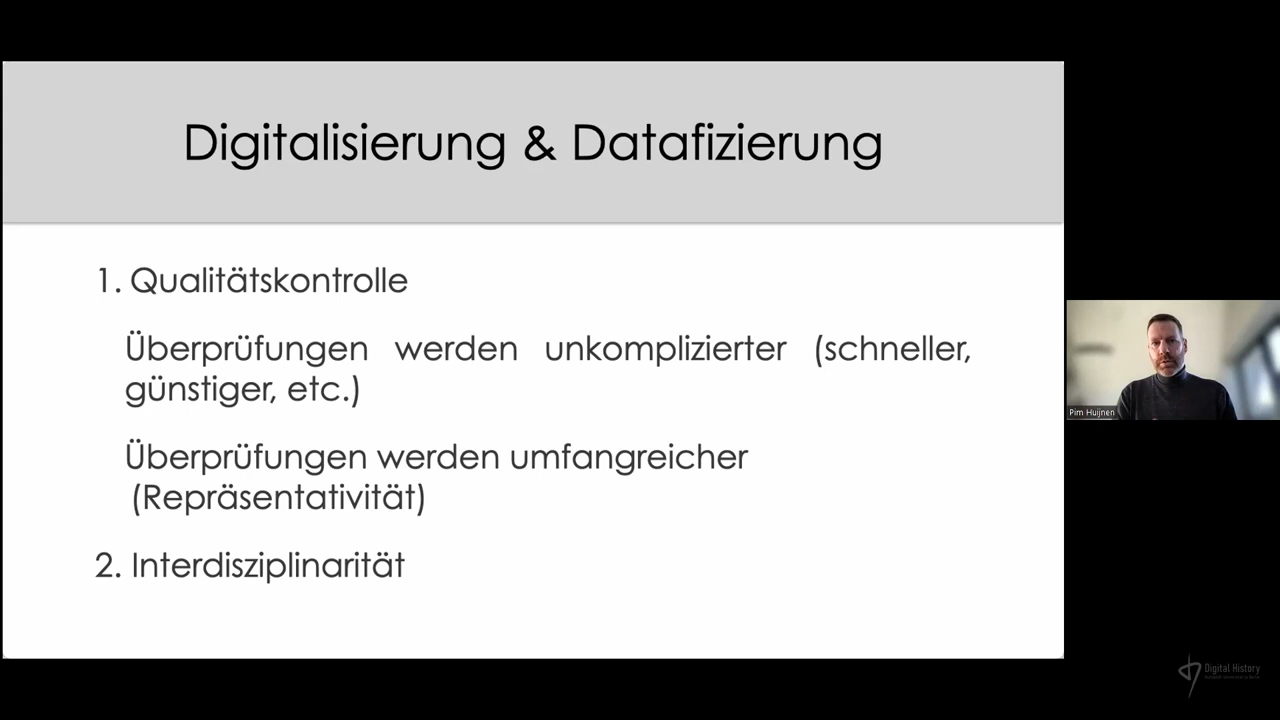 Digitalisierung & Datafizierung
1. Qualitätskontrolle
Überprüfungen werden unkomplizierter (schneller,
günstiger, etc.)
Überprüfungen werden umfangreicher
(Repräsentativität)
2. Interdisziplinarität
Pim Huijnen
Digital History